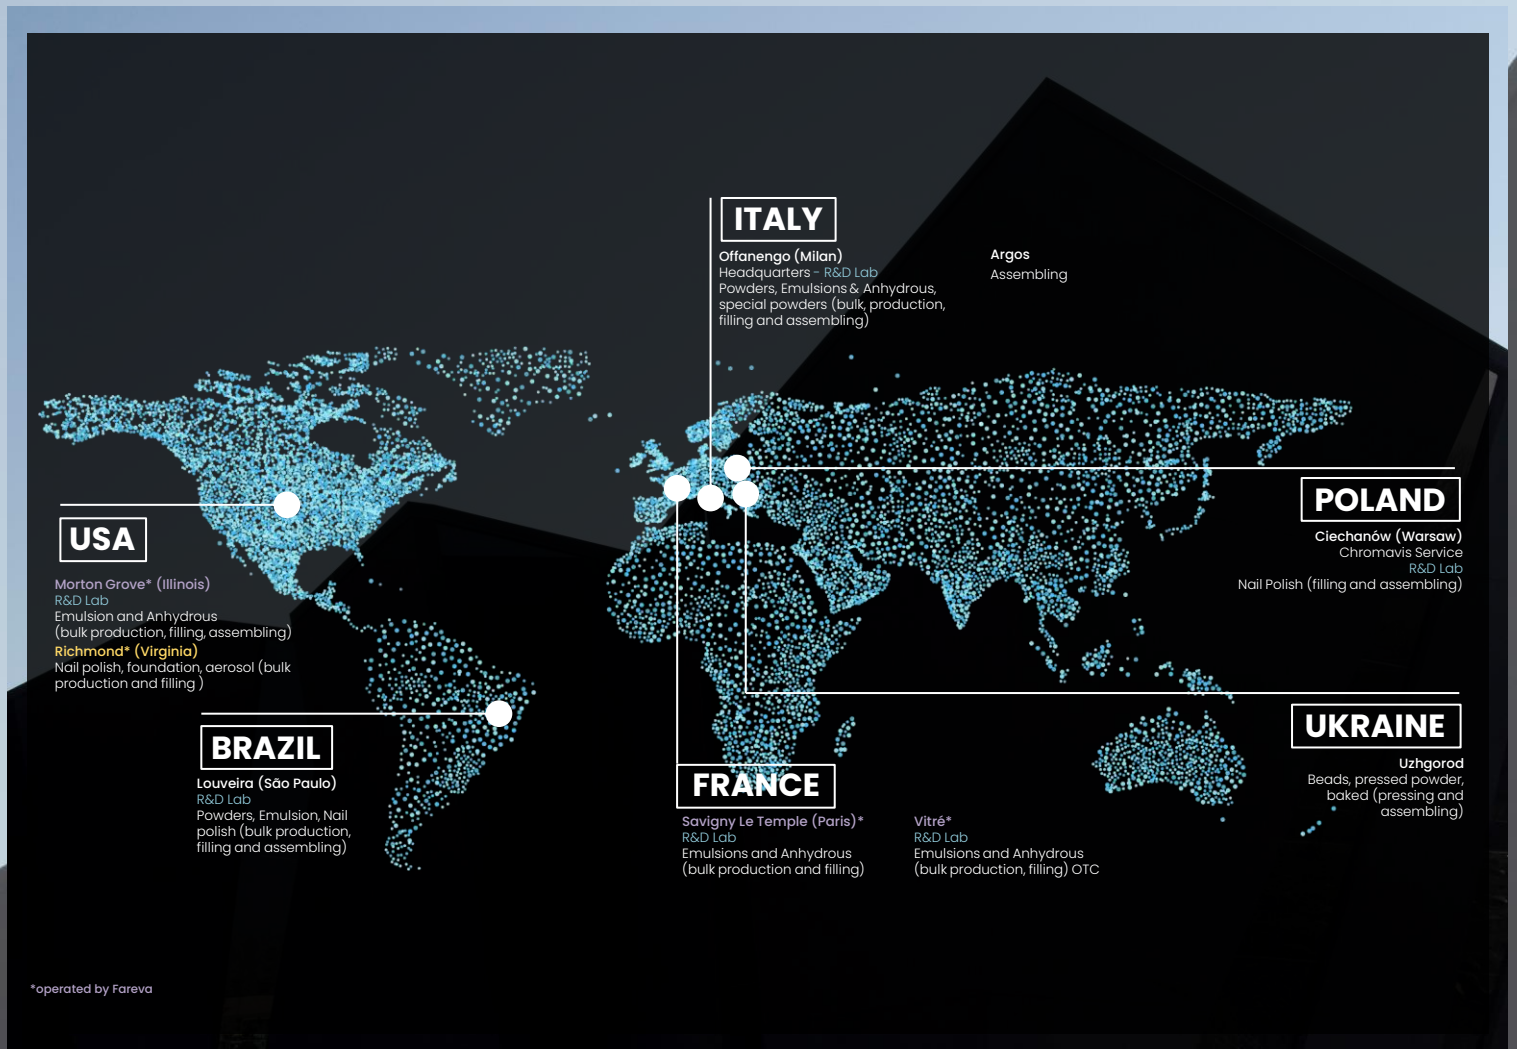 ITALY
Offanengo (Milan)
Headquarters - R&D Lab
Powders, Emulsions & Anhydrous,
special powders (bulk, production,
filling and assembling)
Argos
Assembling
USA
Morton Grove* (Illinois)
R&D Lab
Emulsion and Anhydrous
(bulk production, filling, assembling)
Richmond* (Virginia)
Nail polish, foundation, aerosol (bulk
production and filling )
POLAND
Ciechanów (Warsaw)
Chromavis Service
R&D Lab
Nail Polish (filling and assembling)
BRAZIL
Louveira (São Paulo)
R&D Lab
Powders, Emulsion, Nail
polish (bulk production,
filling and assembling)
UKRAINE
Uzhgorod
Beads, pressed powder,
baked (pressing and
assembling)
FRANCE
Savigny Le Temple (Paris)*
R&D Lab
Emulsions and Anhydrous
(bulk production and filling)
Vitré*
R&D Lab
Emulsions and Anhydrous
(bulk production, filling) OTC
*operated by Fareva